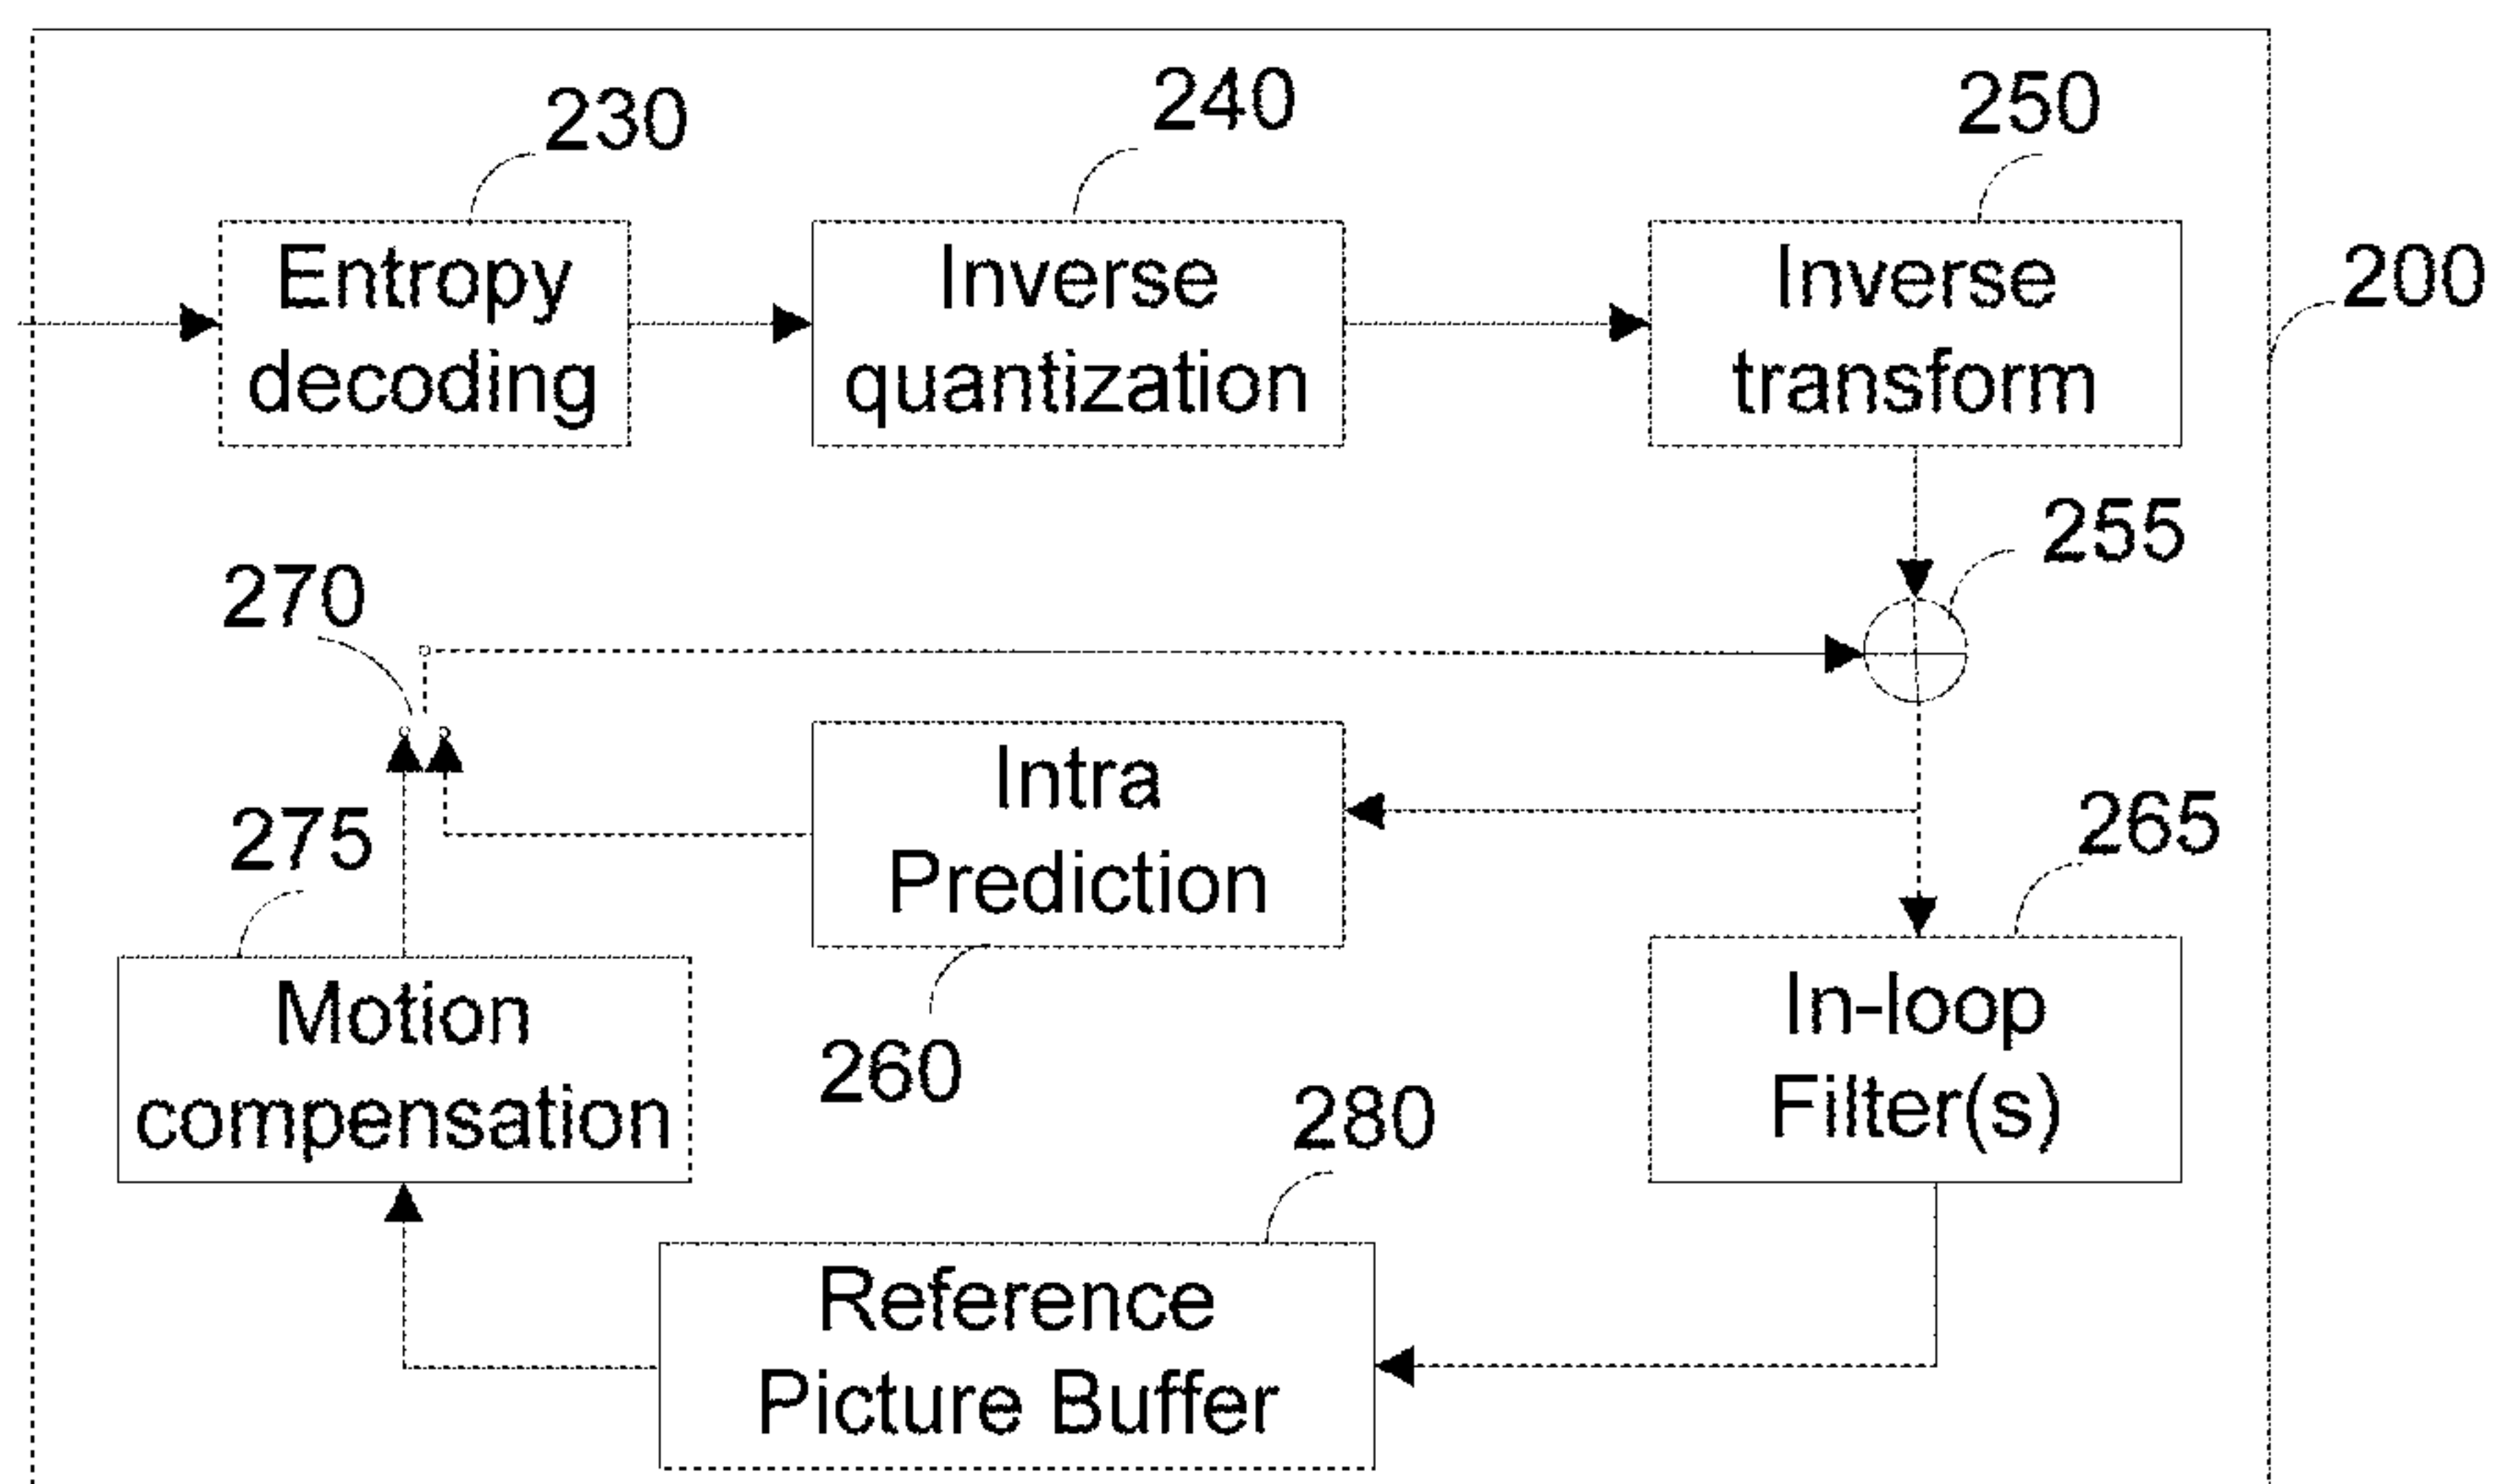 230
240
250
Entropy
decoding
Inverse
quantization
Inverse
transform
200
255
270
Intra
Prediction
275
265
Motion
compensation
260
In-loop
Filter(s)
280
Reference
Picture Buffer